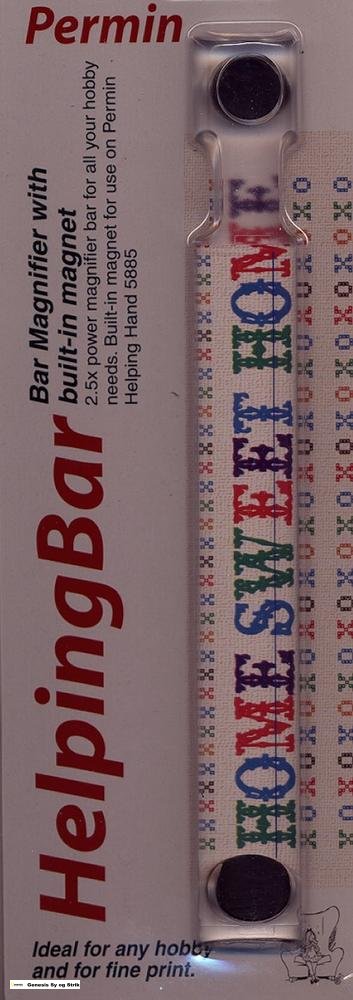 Permin
HelpingBar
Bar Magnifier with
built-in magnet
2.5x power magnifier bar for all your hobby
needs. Built-in magnet for use on Permin
Helping Hand 5885
HOME SWEET HOME
Ideal for any hobby
and for fine print.
Genesis Sy og Strik